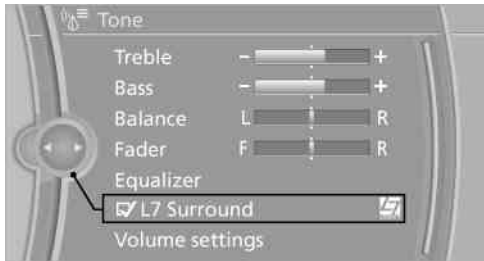 Tone
Treble - +
Bass - +
Balance L R
Fader F R
Equalizer
L7 Surround
Volume settings